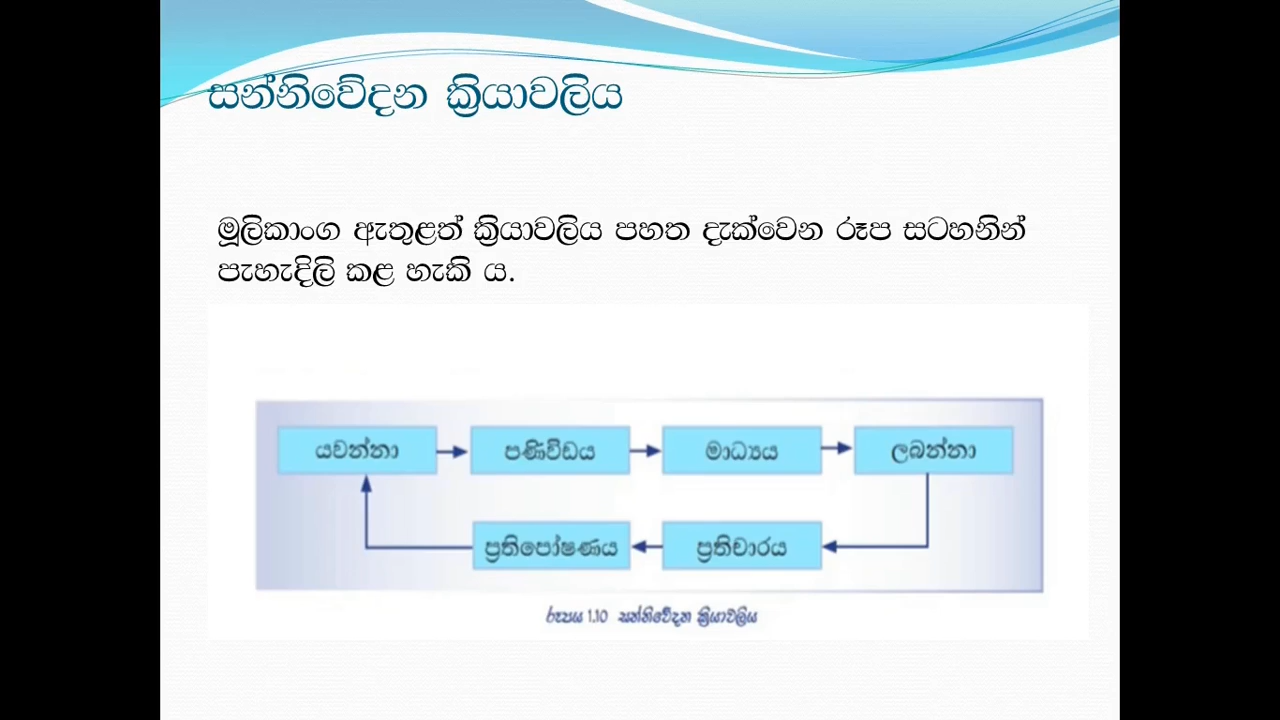 සන්නිවේදන ක්‍රියාවලිය
මූලිකාංග ඇතුළත් ක්‍රියාවලිය පහත දැක්වෙන රූප සටහනින්
පැහැදිලි කළ හැකි ය.
යවන්නා
පණිවිඩය
මාධ්‍යය
ලබන්නා
ප්‍රතිපෝෂණය
ප්‍රතිචාරය
රූපය 1.10 සන්නිවේදන ක්‍රියාවලිය